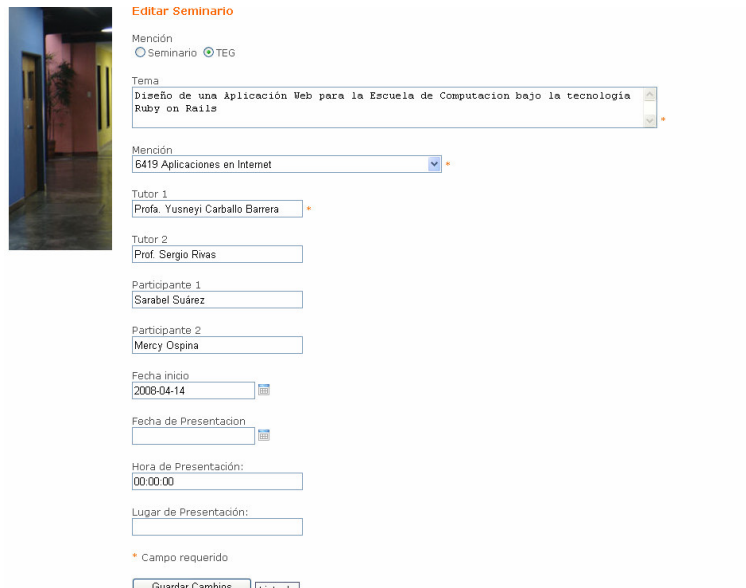 Editar Seminario
Mención
Seminario TEG
Tema
Diseño de una Aplicación Web para la Escuela de Computacion bajo la tecnología
Ruby on Rails
*
Mención
6419 Aplicaciones en Internet *
Tutor 1
Profa. Yusneyi Carballo Barrera *
Tutor 2
Prof. Sergio Rivas
Participante 1
Sarabel Suárez
Participante 2
Mercy Ospina
Fecha inicio
2008-04-14
Fecha de Presentacion
Hora de Presentación:
00:00:00
Lugar de Presentación:
* Campo requerido
Guardar Cambios